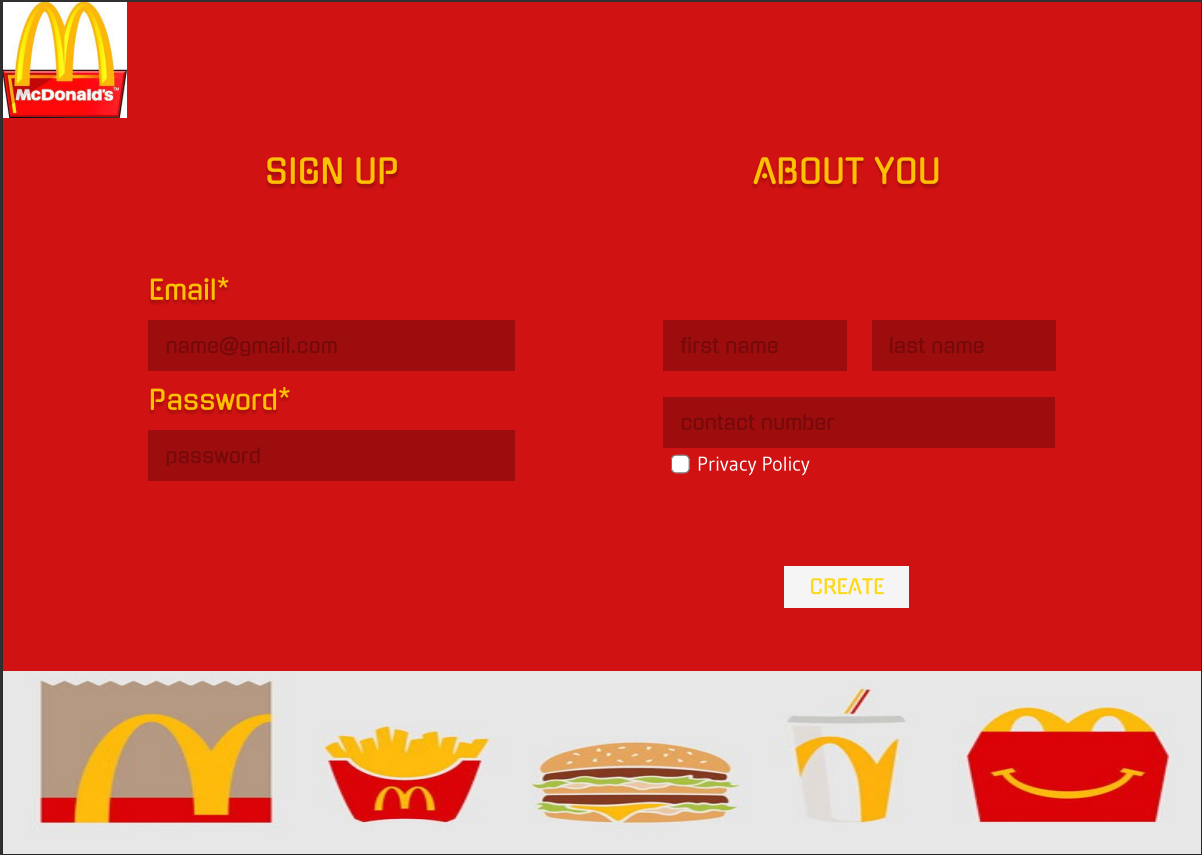 McDonald's™
SIGN UP
ABOUT YOU
Email*
name@gmail.com
first name
last name
Password*
contact number
password
Privacy Policy
CREATE